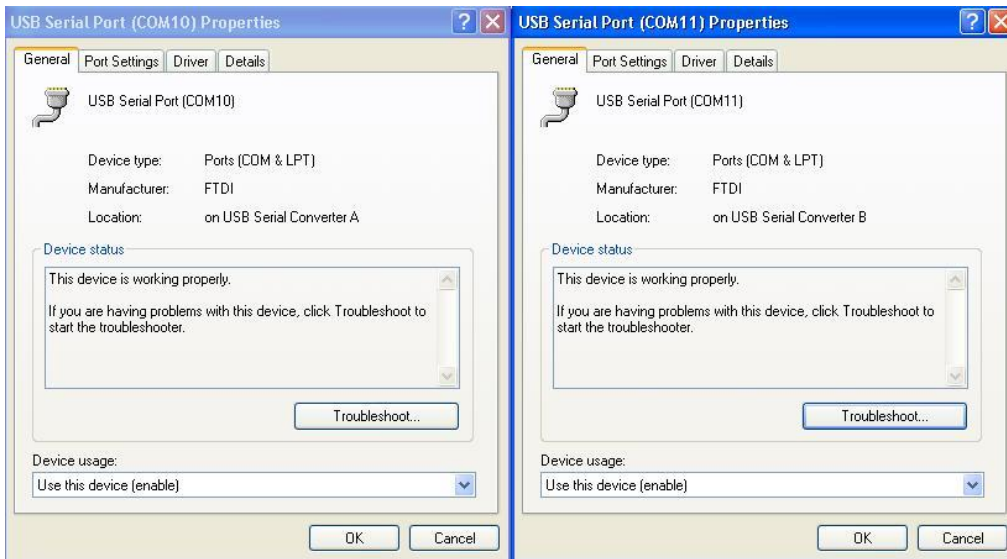 USB Serial Port (COM10) Properties
General Port Settings Driver Details
USB Serial Port (COM10)
Device type: Ports (COM & LPT)
Manufacturer: FTDI
Location: on USB Serial Converter A
Device status
This device is working properly.
If you are having problems with this device, click Troubleshoot to
start the troubleshooter.
Troubleshoot...
Device usage:
Use this device (enable)
OK Cancel
USB Serial Port (COM11) Properties
General Port Settings Driver Details
USB Serial Port (COM11)
Device type: Ports (COM & LPT)
Manufacturer: FTDI
Location: on USB Serial Converter B
Device status
This device is working properly.
If you are having problems with this device, click Troubleshoot to
start the troubleshooter.
Troubleshoot...
Device usage:
Use this device (enable)
OK Cancel